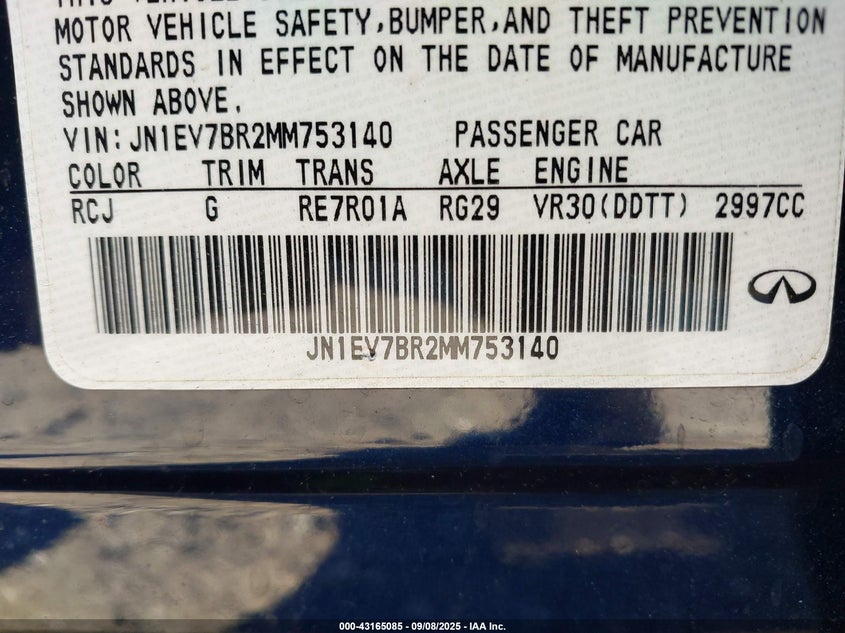 MOTOR VEHICLE SAFETY,BUMPER,AND THEFT PREVENTION
STANDARDS IN EFFECT ON THE DATE OF MANUFACTURE
SHOWN ABOVE.
VIN:JN1EV7BR2MM753140 PASSENGER CAR
COLOR TRIM TRANS AXLE ENGINE
RCJ G RE7R01A RG29 VR30(DDTT) 2997CC
JN1EV7BR2MM753140
000-43165085 - 09/08/2025 - IAA Inc.